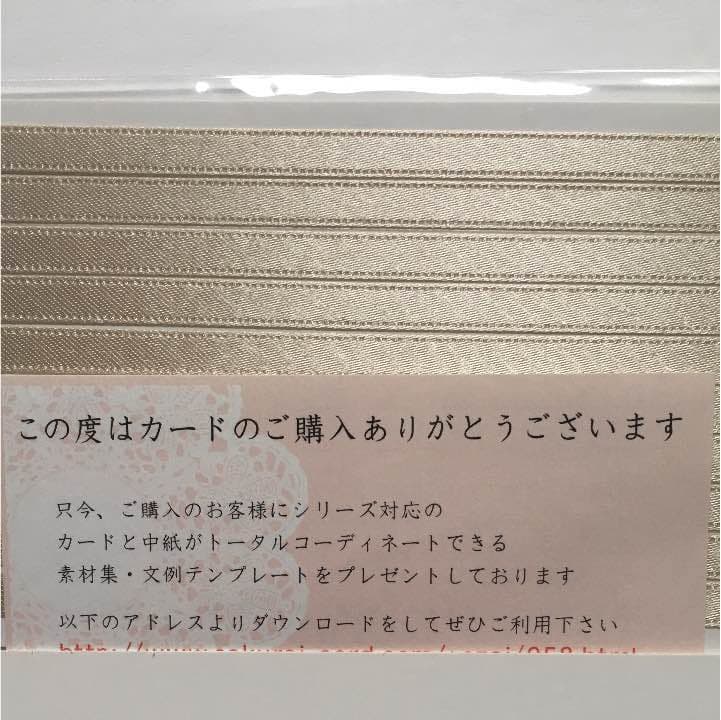 この度はカードのご購入ありがとうございます
只今、ご購入のお客様にシリーズ対応の
カードと中紙がトータルコーディネートできる
素材集・文例テンプレートをプレゼントしております
以下のアドレスよりダウンロードをしてぜひご利用下さい